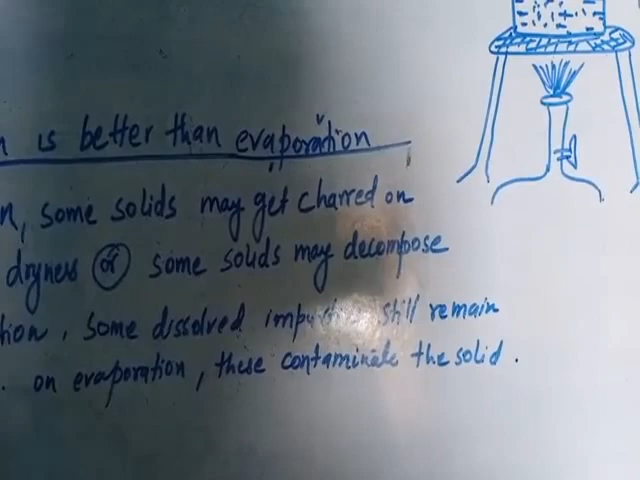 n is better than evaporation
n, some solids may get charred on
dryness or some solids may decompose
tion, some dissolved impurities still remain
. on evaporation, these contaminate the solid.